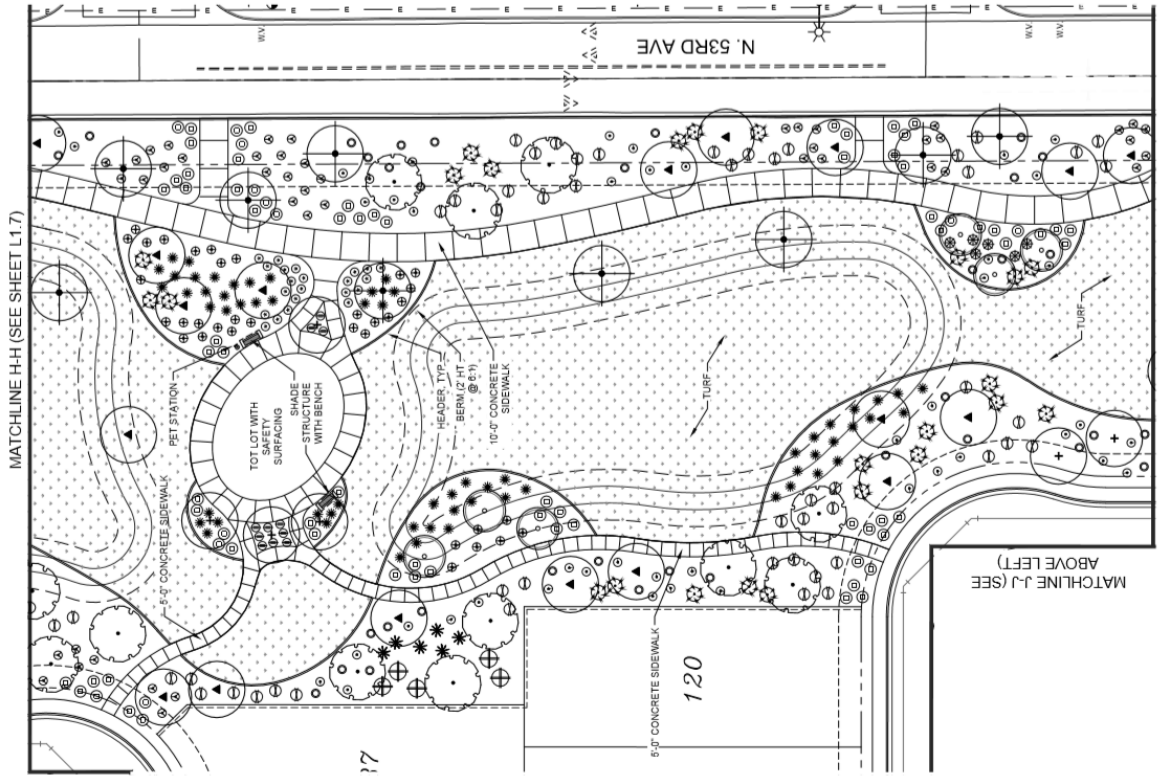 N. 53RD AVE
W.V.
W.V.
W.V.
MATCHLINE H-H (SEE SHEET L1.7)
PET STATION
TOT LOT WITH
SAFETY
SURFACING
SHADE
STRUCTURE
WITH BENCH
HEADER, TYP.
BERM (2' HT
@ 6:1)
10'-0" CONCRETE
SIDEWALK
TURF
TURF
5'-0" CONCRETE SIDEWALK
5'-0" CONCRETE SIDEWALK
120
MATCHLINE J-J (SEE
ABOVE LEFT)